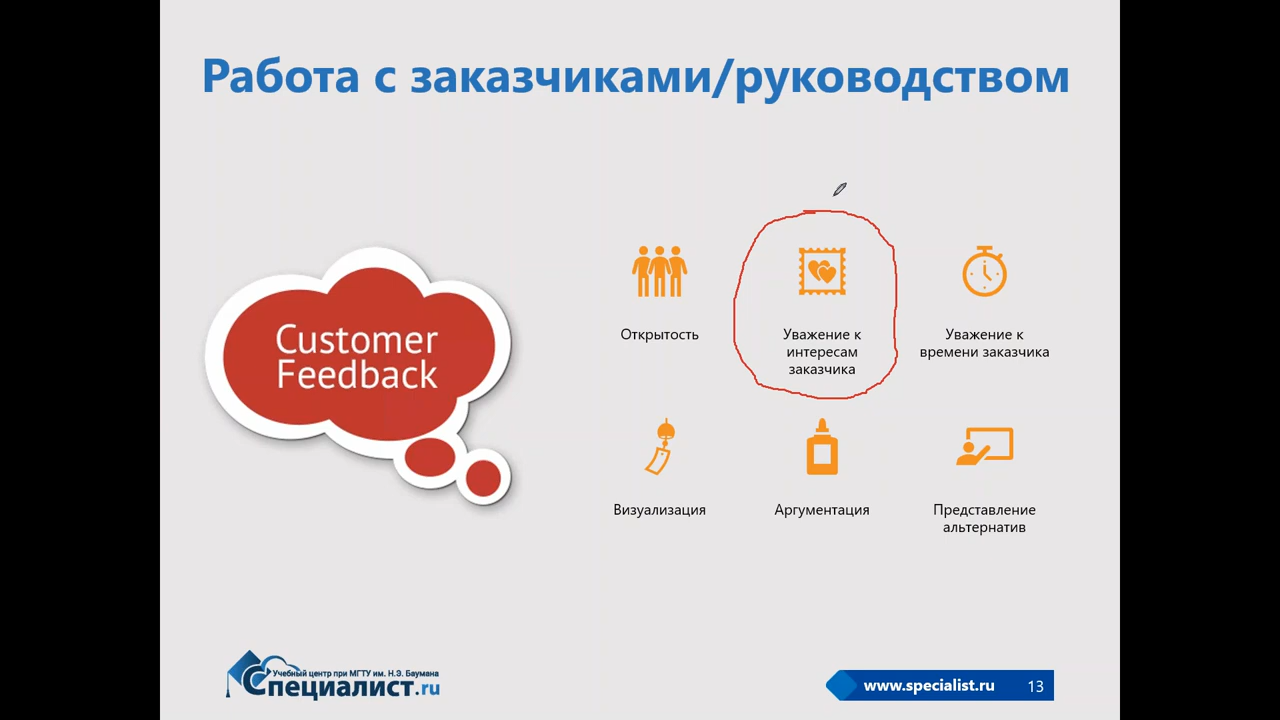 Работа с заказчиками/руководством
Customer
Feedback
Открытость
Уважение к
интересам
заказчика
Уважение к
времени заказчика
Визуализация
Аргументация
Представление
альтернатив
Учебный центр при МГТУ им. Н.Э. Баумана
Специалист.ru
www.specialist.ru
13